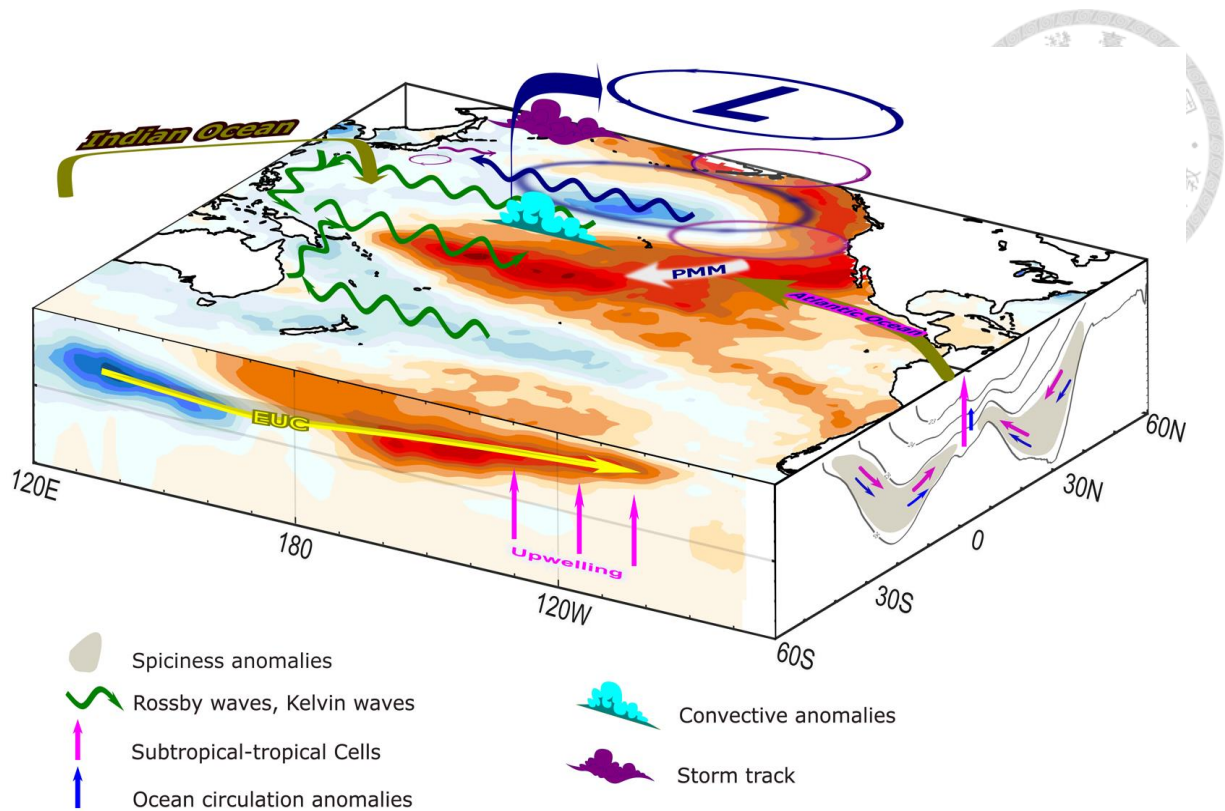 Indian Ocean
L
PMM
Atlantic Ocean
EUC
Upwelling
120E
180
120W
60S
30S
0
30N
60N
Spiciness anomalies
Rossby waves, Kelvin waves
Subtropical-tropical Cells
Ocean circulation anomalies
Convective anomalies
Storm track